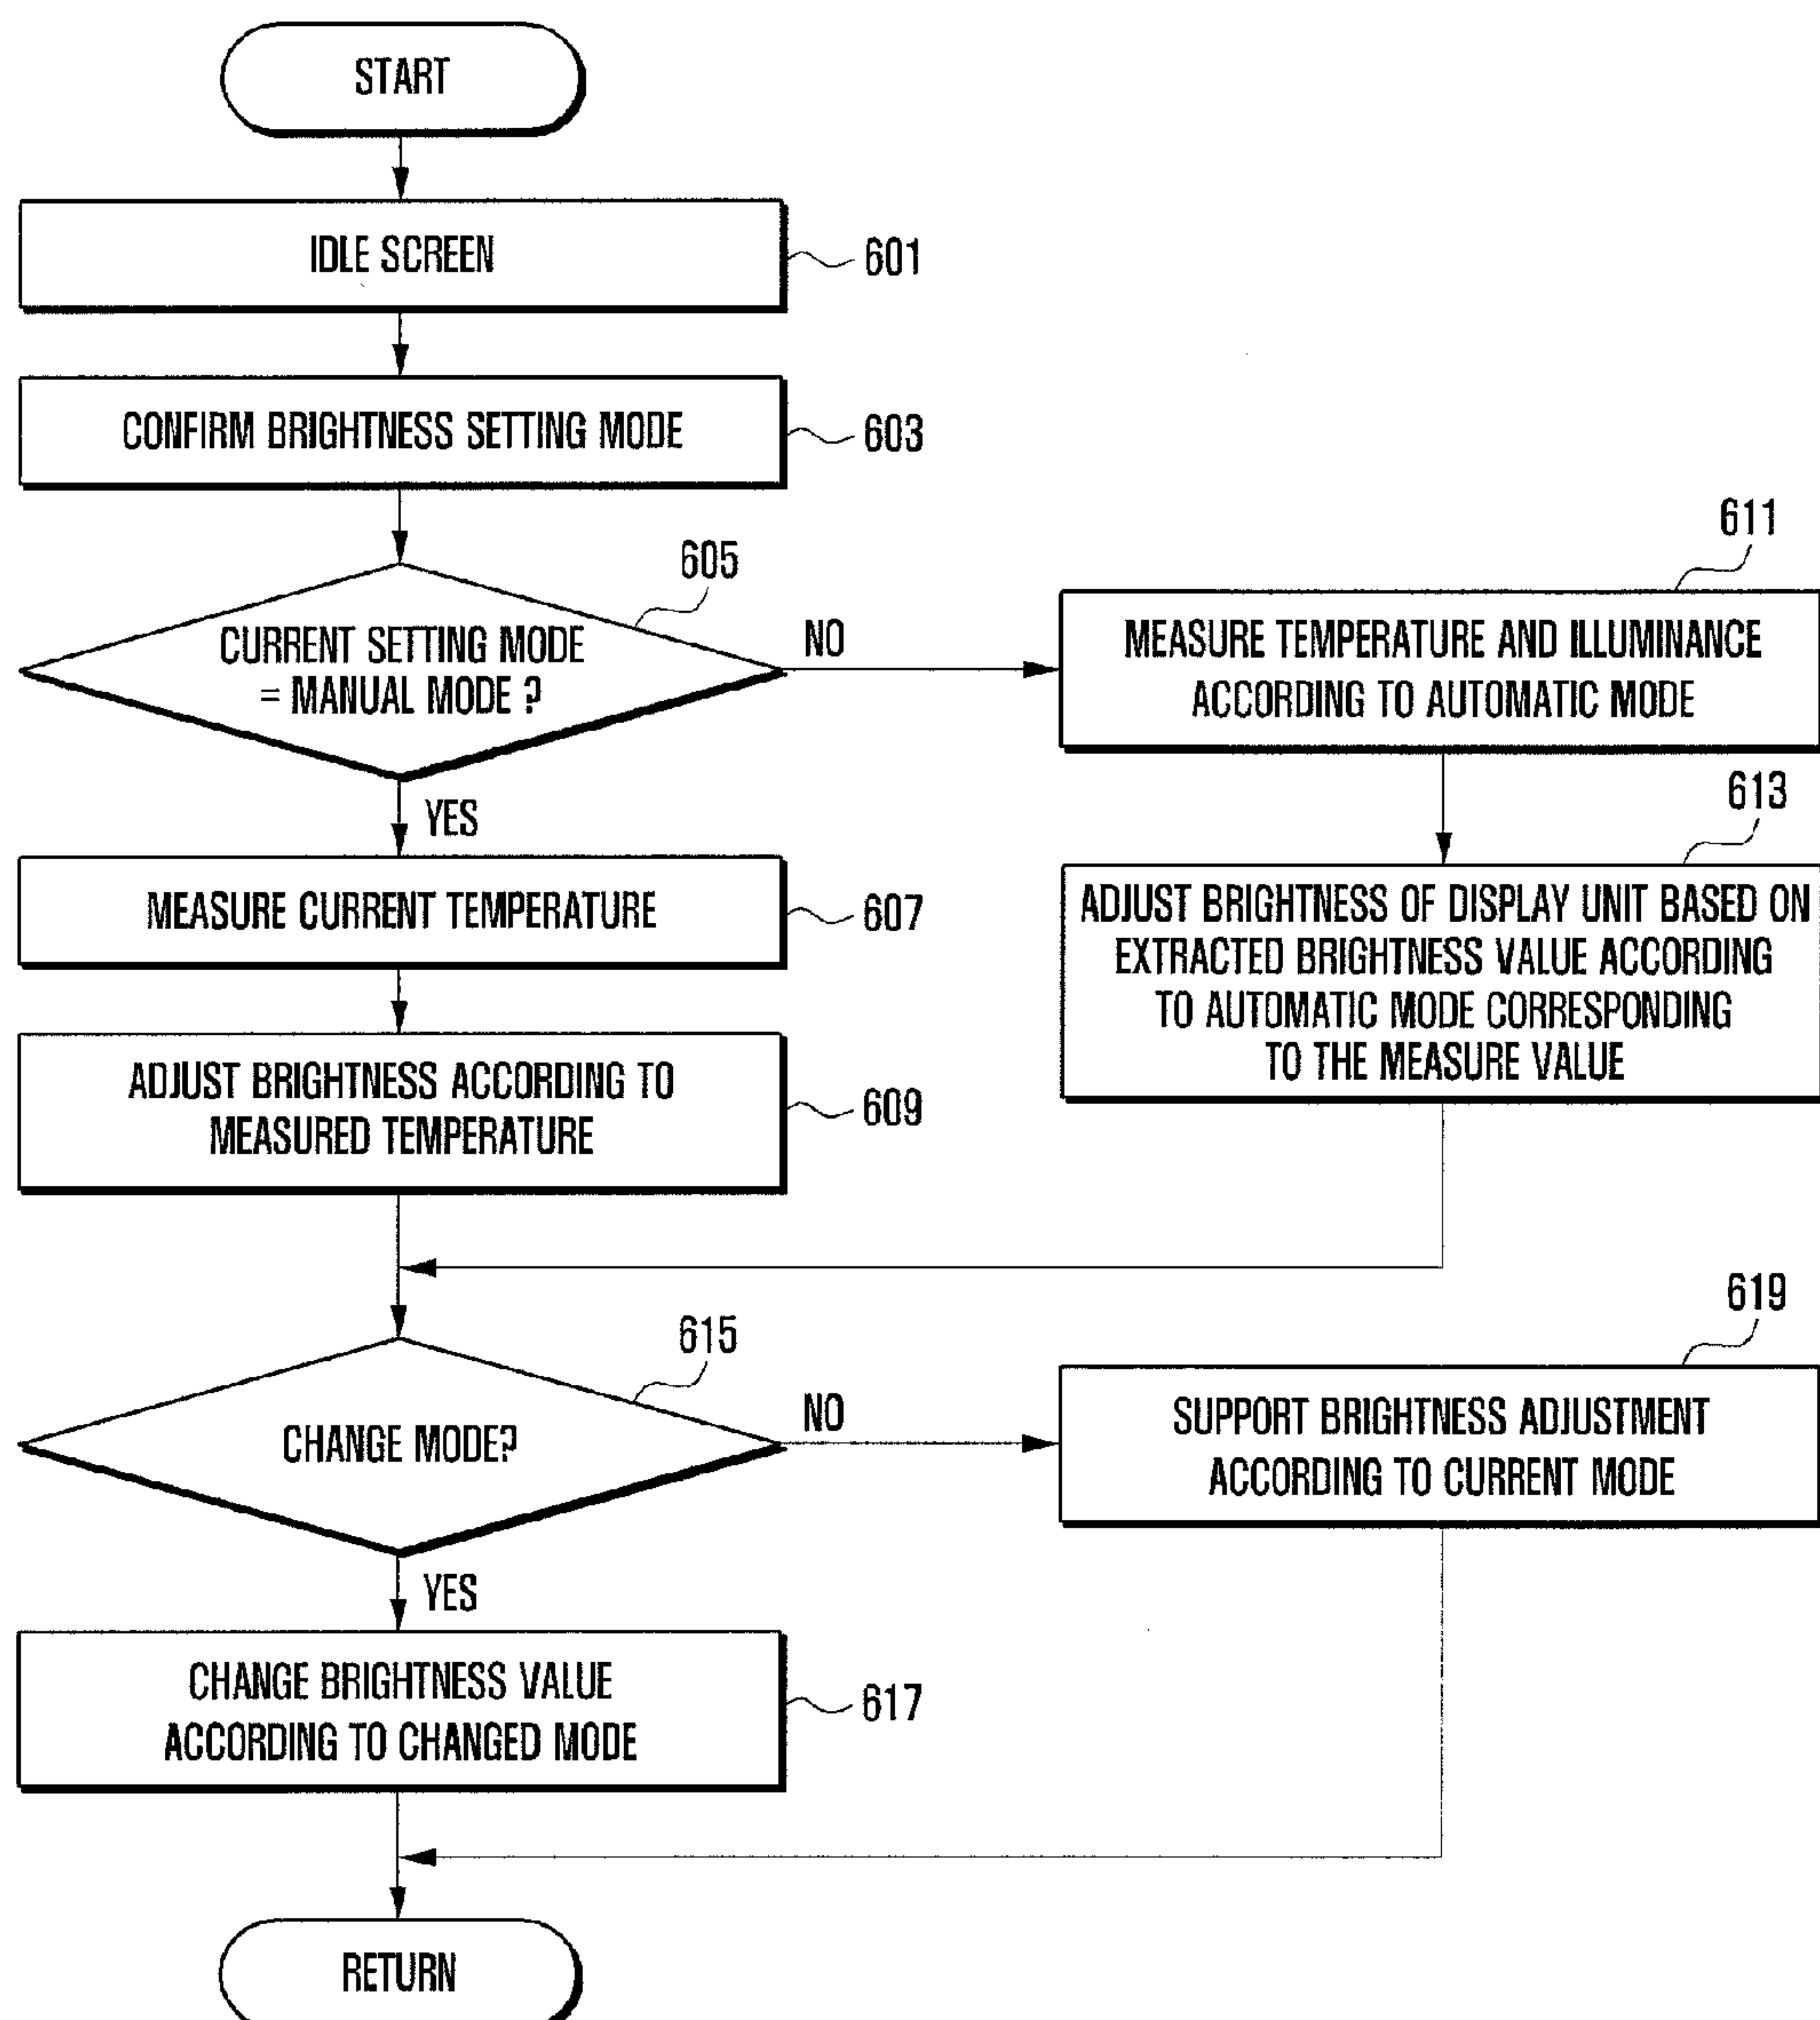 START
IDLE SCREEN
601
CONFIRM BRIGHTNESS SETTING MODE
603
605
CURRENT SETTING MODE
= MANUAL MODE ?
NO
YES
611
MEASURE TEMPERATURE AND ILLUMINANCE
ACCORDING TO AUTOMATIC MODE
MEASURE CURRENT TEMPERATURE
607
613
ADJUST BRIGHTNESS OF DISPLAY UNIT BASED ON
EXTRACTED BRIGHTNESS VALUE ACCORDING
TO AUTOMATIC MODE CORRESPONDING
TO THE MEASURE VALUE
ADJUST BRIGHTNESS ACCORDING TO
MEASURED TEMPERATURE
609
615
CHANGE MODE?
NO
YES
619
SUPPORT BRIGHTNESS ADJUSTMENT
ACCORDING TO CURRENT MODE
CHANGE BRIGHTNESS VALUE
ACCORDING TO CHANGED MODE
617
RETURN